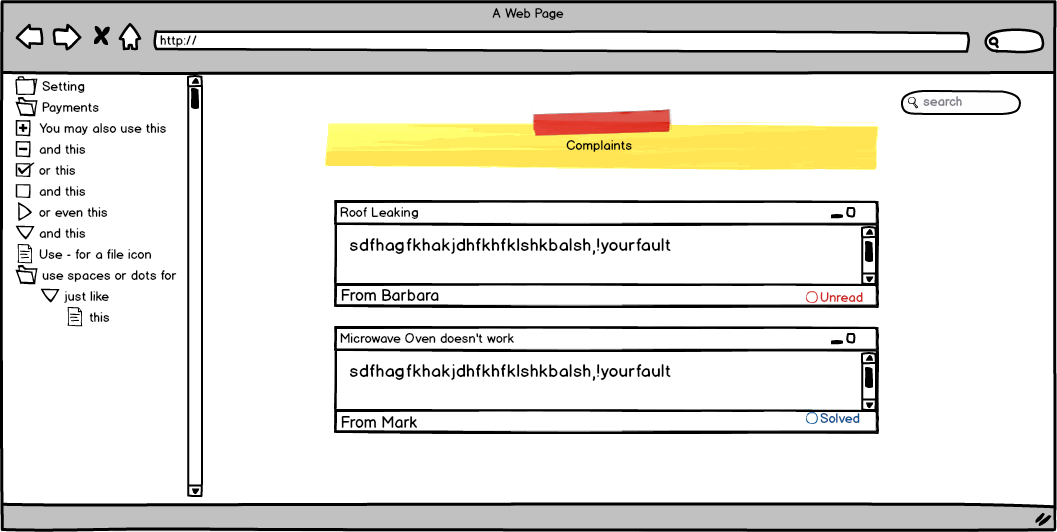 A Web Page
http://
Setting
Payments
You may also use this
and this
or this
and this
or even this
and this
Use - for a file icon
use spaces or dots for
just like
this
search
Complaints
Roof Leaking
sdfhagfkhakjdhfkhfklshkbalsh,!yourfault
From Barbara
Unread
Microwave Oven doesn't work
sdfhagfkhakjdhfkhfklshkbalsh,!yourfault
From Mark
Solved